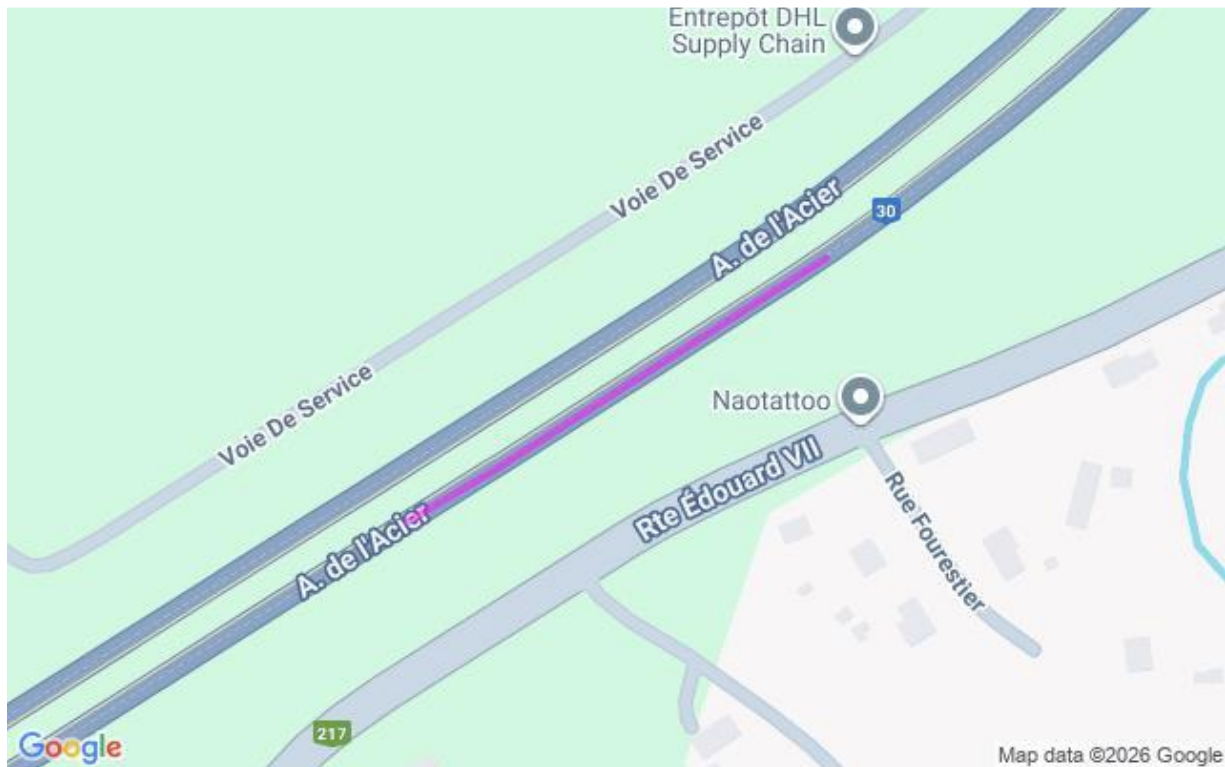 Entrepôt DHL
Supply Chain
Voie De Service
A. de l'Acier
30
Voie De Service
Naotattoo
Rte Édouard VII
Rue Fourestier
A. de l'Acier
217
Google
Map data ©2026 Google